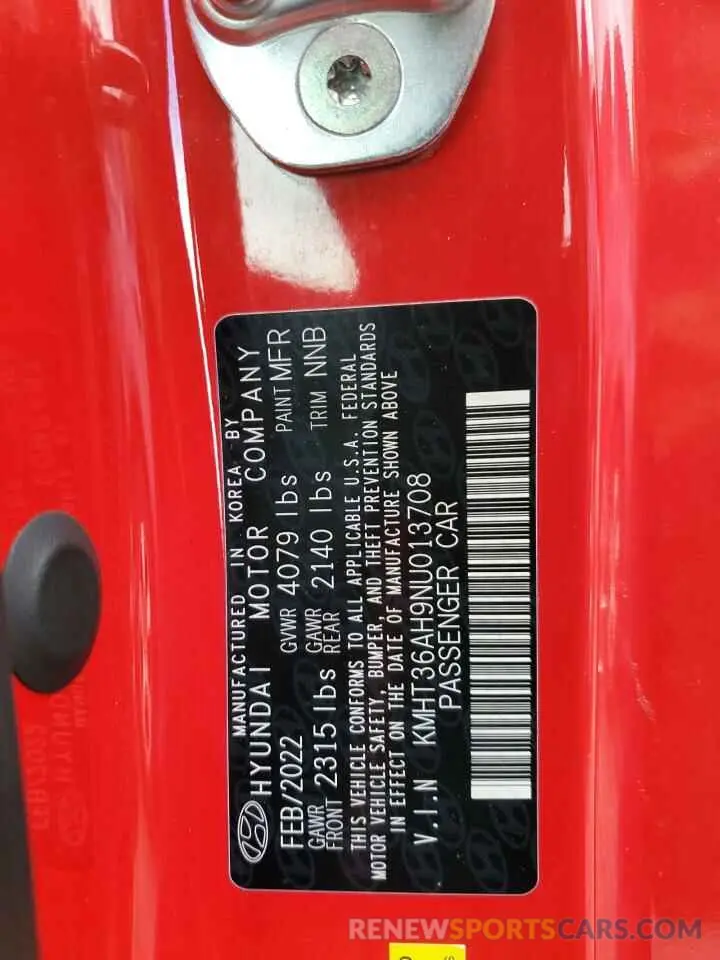 MANUFACTURED IN KOREA BY
HYUNDAI MOTOR COMPANY
FEB/2022 GVWR 4079 lbs PAINT MFR
GAWR FRONT 2315 lbs GAWR REAR 2140 lbs TRIM NNB
THIS VEHICLE CONFORMS TO ALL APPLICABLE U.S.A. FEDERAL
MOTOR VEHICLE SAFETY, BUMPER, AND THEFT PREVENTION STANDARDS
IN EFFECT ON THE DATE OF MANUFACTURE SHOWN ABOVE
V.I.N KMHT36AH9NU013708
PASSENGER CAR
RENEWSPORTSCARS.COM